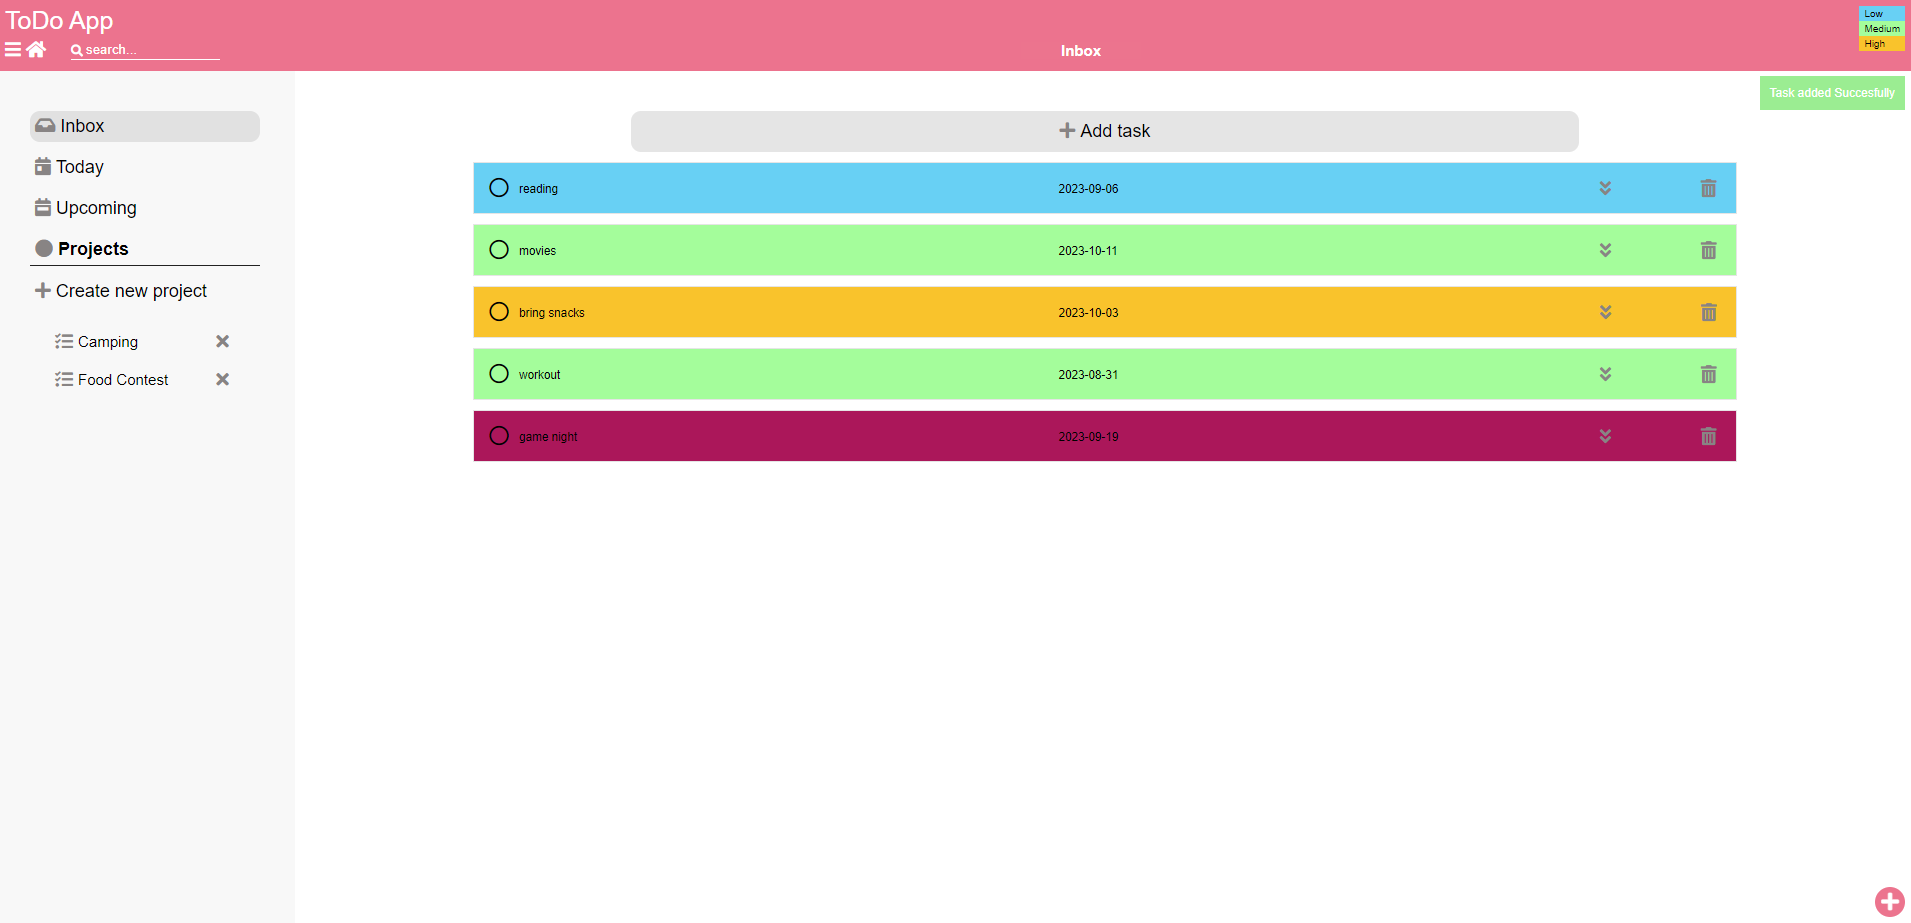 ToDo App
search...
Inbox
Low
Medium
High
Task added Succesfully
Inbox
Today
Upcoming
Projects
Create new project
Camping
Food Contest
Add task
reading 2023-09-06
movies 2023-10-11
bring snacks 2023-10-03
workout 2023-08-31
game night 2023-09-19